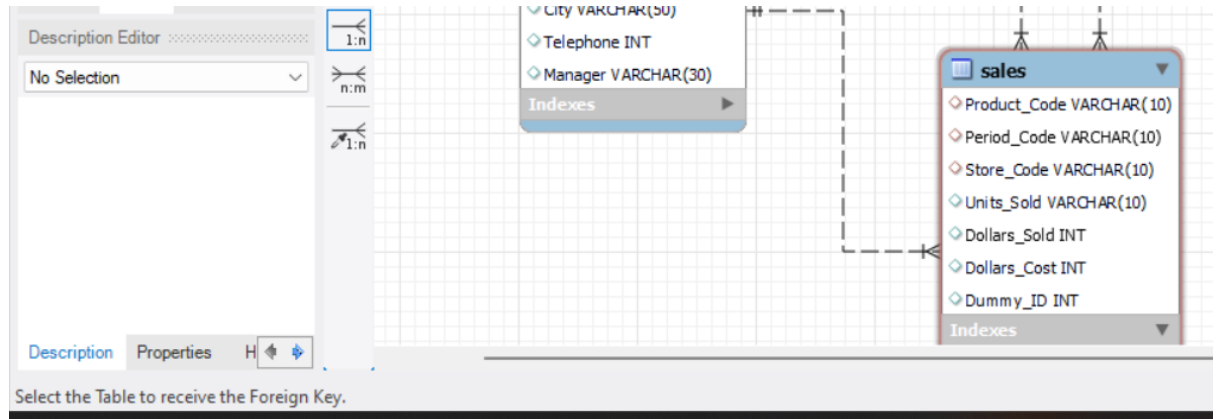 City VARCHAR(50)
Description Editor
1:n
Telephone INT
No Selection
n:m
Manager VARCHAR(30)
sales
Indexes
Product_Code VARCHAR(10)
1:n
Period_Code VARCHAR(10)
Store_Code VARCHAR(10)
Units_Sold VARCHAR(10)
Dollars_Sold INT
Dollars_Cost INT
Dummy_ID INT
Indexes
Description Properties H
Select the Table to receive the Foreign Key.